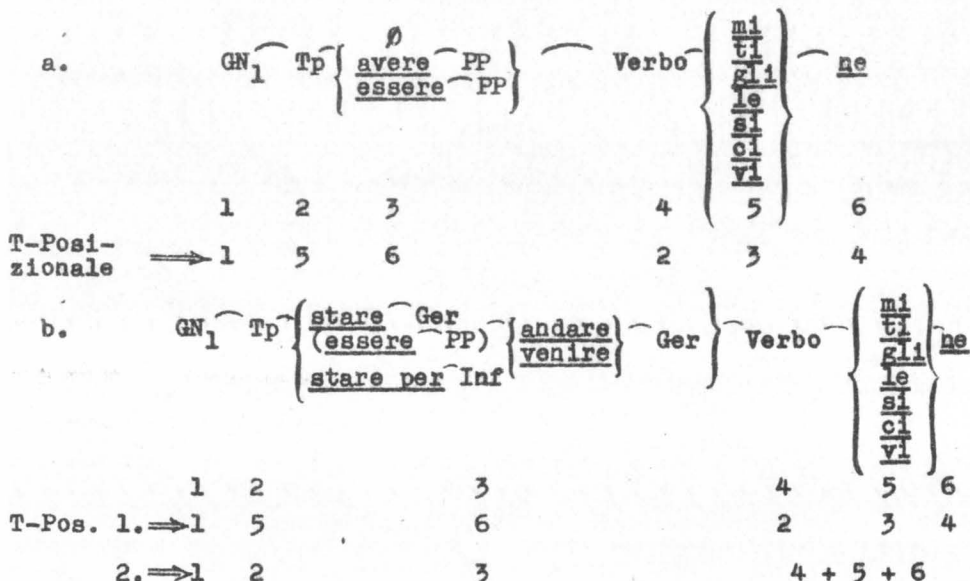 mi
ti
a. GN1 Tp { Ø avere PP essere PP } Verbo { gli le si ci vi } ne
1 2 3 4 5 6
T-Posi-
zionale ⟹ 1 5 6 2 3 4
b. GN1 Tp { stare Ger (essere PP) { andare venire } Ger stare per Inf } Verbo { mi ti gli le si ci vi } ne
1 2 3 4 5 6
T-Pos. 1. ⟹ 1 5 6 2 3 4
2. ⟹ 1 2 3 4 + 5 + 6